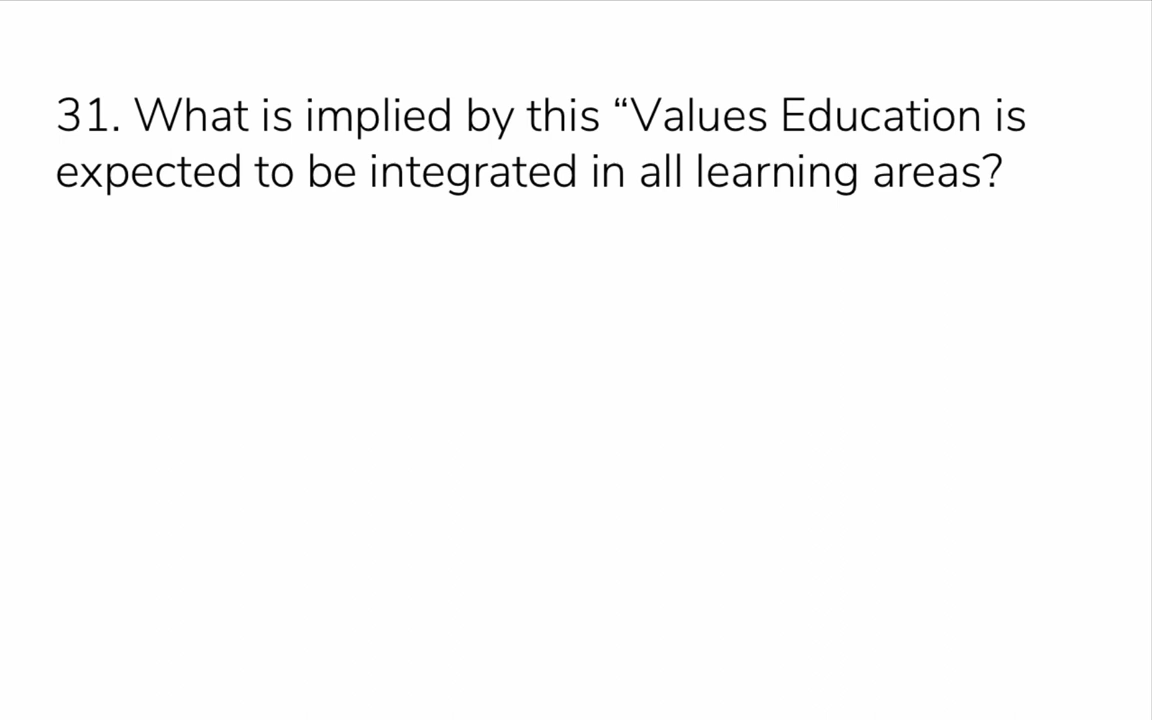 31. What is implied by this “Values Education is
expected to be integrated in all learning areas?